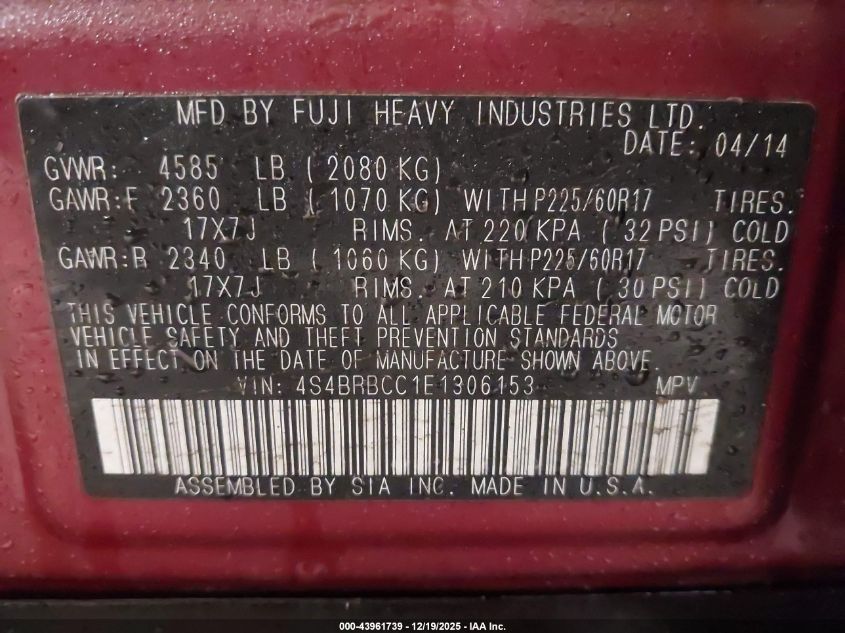 MFD BY FUJI HEAVY INDUSTRIES LTD.
DATE: 04/14
GVWR: 4585 LB ( 2080 KG)
GAWR:F 2360 LB ( 1070 KG) WITH P225/60R17 TIRES.
17X7J RIMS. AT 220 KPA ( 32 PSI) COLD
GAWR:R 2340 LB ( 1060 KG) WITH P225/60R17 TIRES.
17X7J RIMS. AT 210 KPA ( 30 PSI) COLD
THIS VEHICLE CONFORMS TO ALL APPLICABLE FEDERAL MOTOR
VEHICLE SAFETY AND THEFT PREVENTION STANDARDS
IN EFFECT ON THE DATE OF MANUFACTURE SHOWN ABOVE.
VIN: 4S4BRBCC1E1306153 MPV
ASSEMBLED BY SIA INC. MADE IN U.S.A.
000-43961739 - 12/19/2025 - IAA Inc.